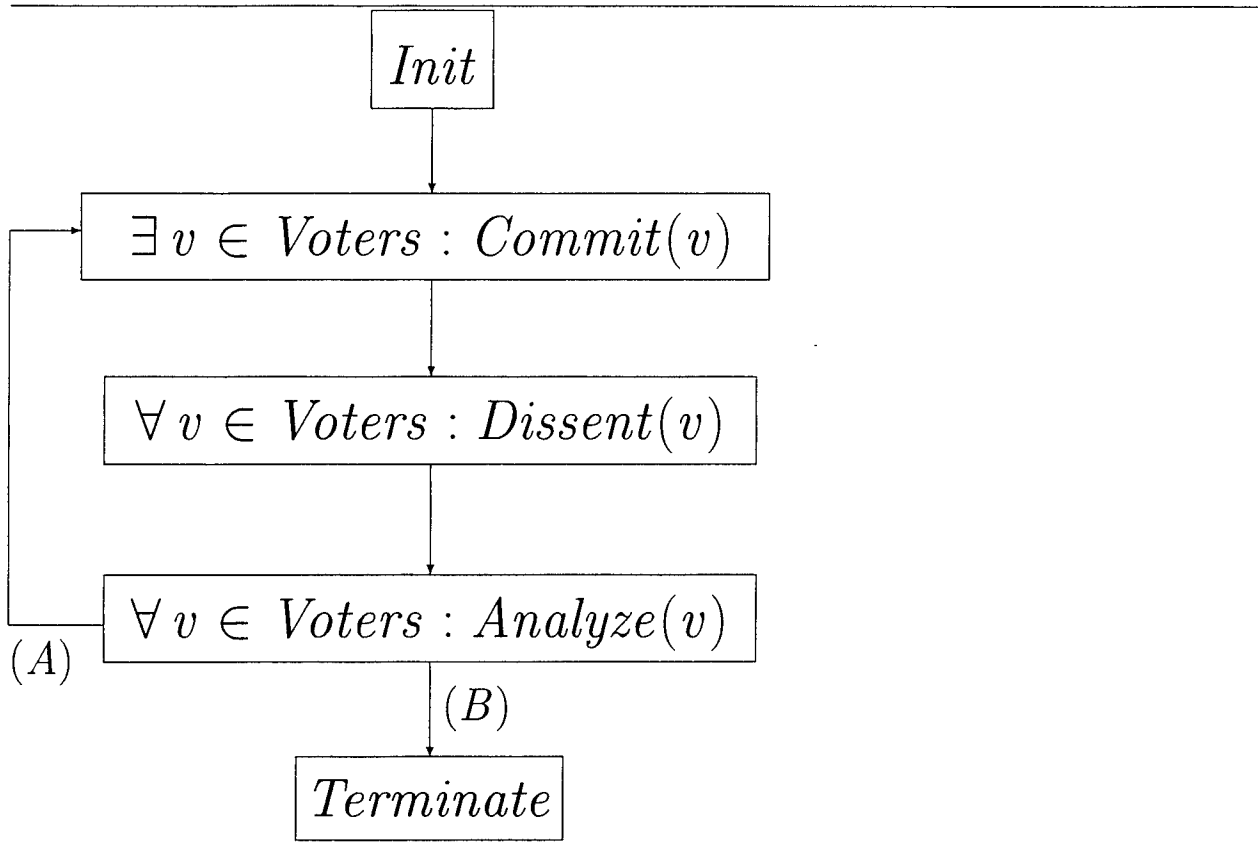 Init
∃ v ∈ Voters : Commit(v)
∀ v ∈ Voters : Dissent(v)
∀ v ∈ Voters : Analyze(v)
(A)
(B)
Terminate